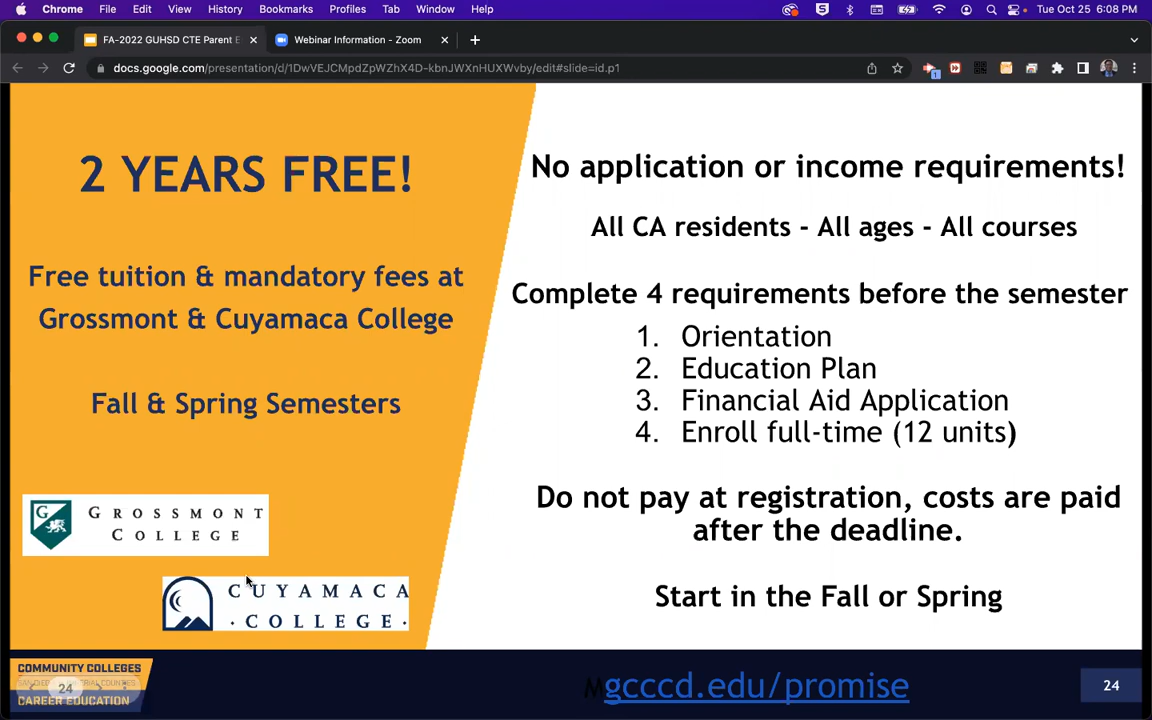 Chrome File Edit View History Bookmarks Profiles Tab Window Help Tue Oct 25 6:08 PM
FA-2022 GUHSD CTE Parent E Webinar Information - Zoom
docs.google.com/presentation/d/1DwVEJCMpdZpWZhX4D-kbnJWXnHUXWvby/edit#slide=id.p1
2 YEARS FREE!
Free tuition & mandatory fees at
Grossmont & Cuyamaca College
Fall & Spring Semesters
G
GROSSMONT
COLLEGE
CUYAMACA
·COLLEGE·
No application or income requirements!
All CA residents - All ages - All courses
Complete 4 requirements before the semester
1. Orientation
2. Education Plan
3. Financial Aid Application
4. Enroll full-time (12 units)
Do not pay at registration, costs are paid
after the deadline.
Start in the Fall or Spring
COMMUNITY COLLEGES
24
CAREER EDUCATION
gcccd.edu/promise
24